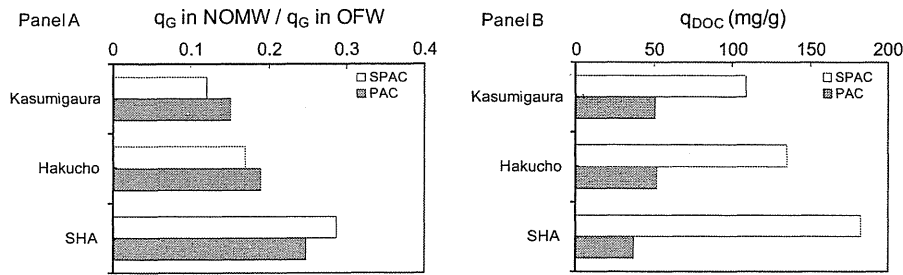 Panel A
q_G in NOMW / q_G in OFW
0 0.1 0.2 0.3 0.4
SPAC
PAC
Kasumigaura
Hakucho
SHA
Panel B
q_DOC (mg/g)
0 50 100 150 200
SPAC
PAC
Kasumigaura
Hakucho
SHA